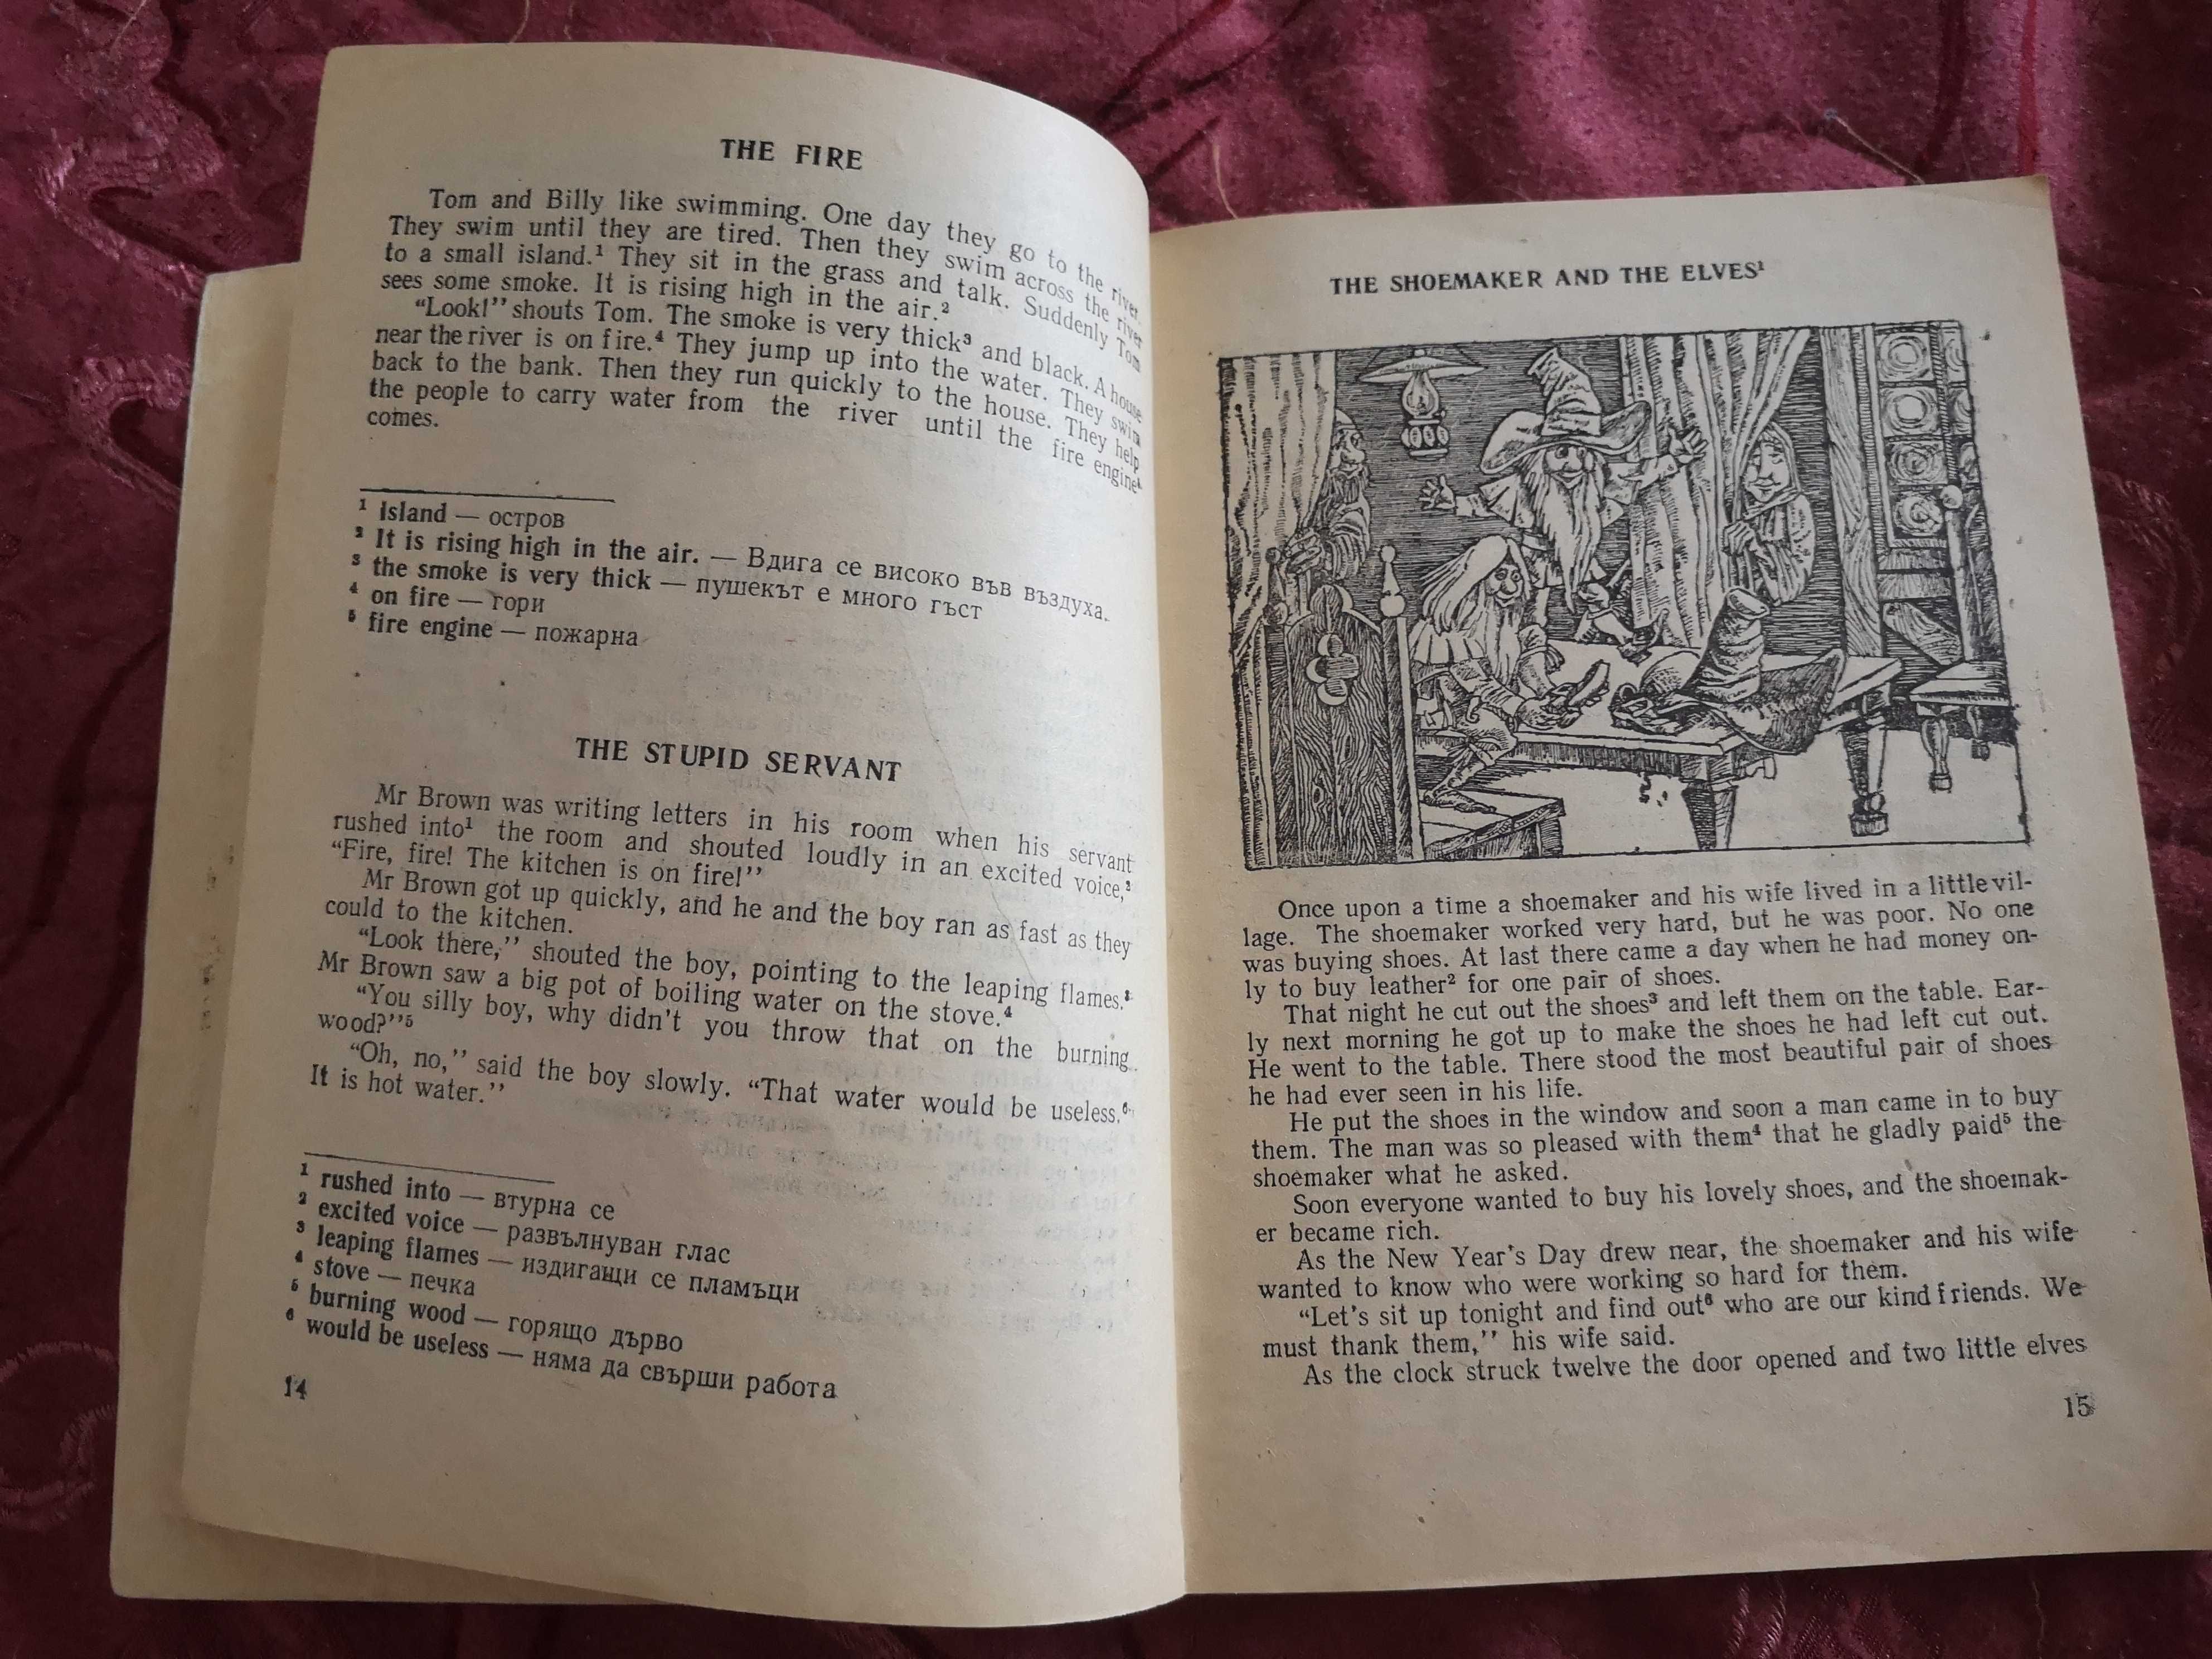 THE FIRE
Tom and Billy like swimming. One day they go to the river.
They swim until they are tired. Then they swim across the river
to a small island.¹ They sit in the grass and talk. Suddenly Tom
sees some smoke. It is rising high in the air.²
“Look!’’ shouts Tom. The smoke is very thick³ and black. A house
near the river is on fire.⁴ They jump up into the water. They swim
back to the bank. Then they run quickly to the house. They help
the people to carry water from the river until the fire engine⁵
comes.
¹ island — остров
² It is rising high in the air. — Вдига се високо във въздуха.
³ the smoke is very thick — пушекът е много гъст
⁴ on fire — гори
⁵ fire engine — пожарна
THE STUPID SERVANT
Mr Brown was writing letters in his room when his servant
rushed into¹ the room and shouted loudly in an excited voice,²
“Fire, fire! The kitchen is on fire!’’
Mr Brown got up quickly, and he and the boy ran as fast as they
could to the kitchen.
“Look there,’’ shouted the boy, pointing to the leaping flames.³
Mr Brown saw a big pot of boiling water on the stove.⁴
“You silly boy, why didn’t you throw that on the burning
wood?’’⁵
“Oh, no,’’ said the boy slowly. “That water would be useless.⁶
It is hot water.’’
¹ rushed into — втурна се
² excited voice — развълнуван глас
³ leaping flames — издигащи се пламъци
⁴ stove — печка
⁵ burning wood — горящо дърво
⁶ would be useless — няма да свърши работа
14
THE SHOEMAKER AND THE ELVES¹
Once upon a time a shoemaker and his wife lived in a little vil-
lage. The shoemaker worked very hard, but he was poor. No one
was buying shoes. At last there came a day when he had money on-
ly to buy leather² for one pair of shoes.
That night he cut out the shoes³ and left them on the table. Ear-
ly next morning he got up to make the shoes he had left cut out.
He went to the table. There stood the most beautiful pair of shoes
he had ever seen in his life.
He put the shoes in the window and soon a man came in to buy
them. The man was so pleased with them⁴ that he gladly paid⁵ the
shoemaker what he asked.
Soon everyone wanted to buy his lovely shoes, and the shoemak-
er became rich.
As the New Year’s Day drew near, the shoemaker and his wife
wanted to know who were working so hard for them.
“Let’s sit up tonight and find out⁶ who are our kind friends. We
must thank them,’’ his wife said.
As the clock struck twelve the door opened and two little elves
15